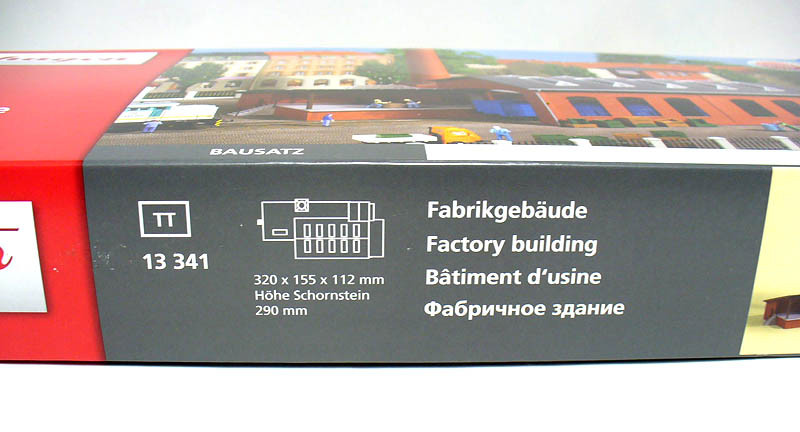 BAUSATZ
TT
13 341
320 x 155 x 112 mm
Höhe Schornstein
290 mm
Fabrikgebäude
Factory building
Bâtiment d'usine
Фабричное здание